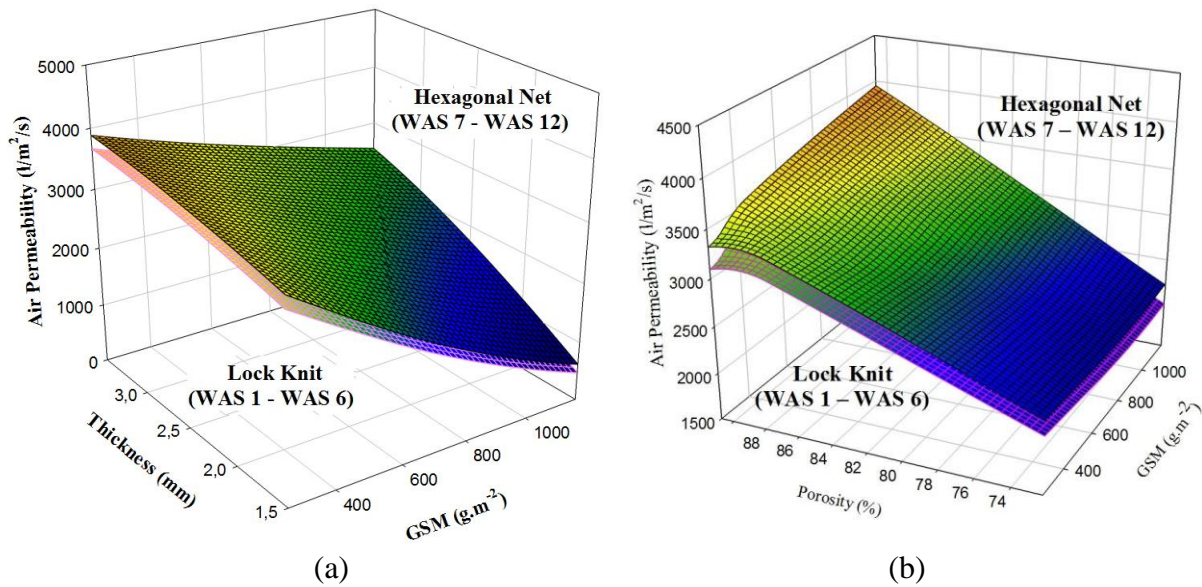 5000
4000
3000
2000
1000
0
Air Permeability (l/m²/s)
Hexagonal Net
(WAS 7 - WAS 12)
Lock Knit
(WAS 1 - WAS 6)
3,0
2,5
2,0
1,5
Thickness (mm)
400
600
800
1000
GSM (g.m⁻²)
(a)
4500
4000
3500
3000
2500
2000
1500
Air Permeability (l/m²/s)
Hexagonal Net
(WAS 7 – WAS 12)
Lock Knit
(WAS 1 – WAS 6)
88
86
84
82
80
78
76
74
Porosity (%)
400
600
800
1000
GSM (g.m⁻²)
(b)